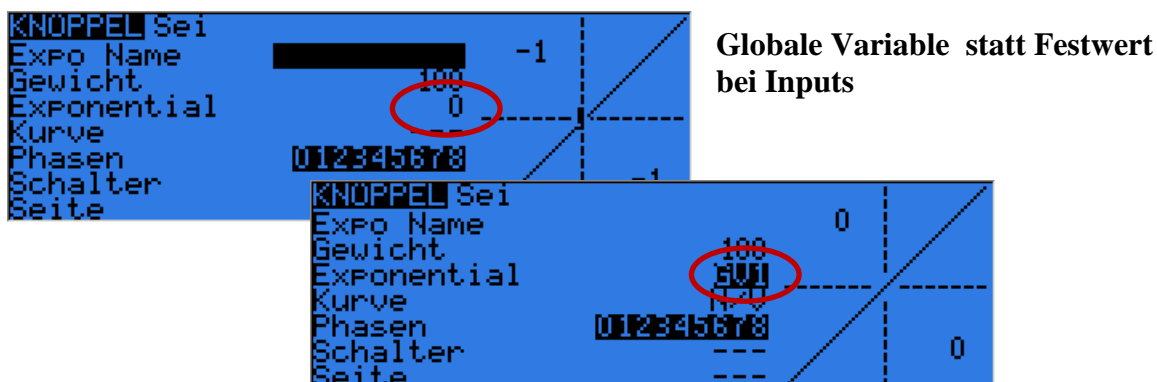 KNÜPPEL Sei
Expo Name
Gewicht 100
Exponential 0
Kurve ---
Phasen 012345678
Schalter
Seite
-1
-1
Globale Variable statt Festwert
bei Inputs
KNÜPPEL Sei
Expo Name
Gewicht 100
Exponential GV1
Kurve N/V
Phasen 012345678
Schalter ---
Seite ---
0
0